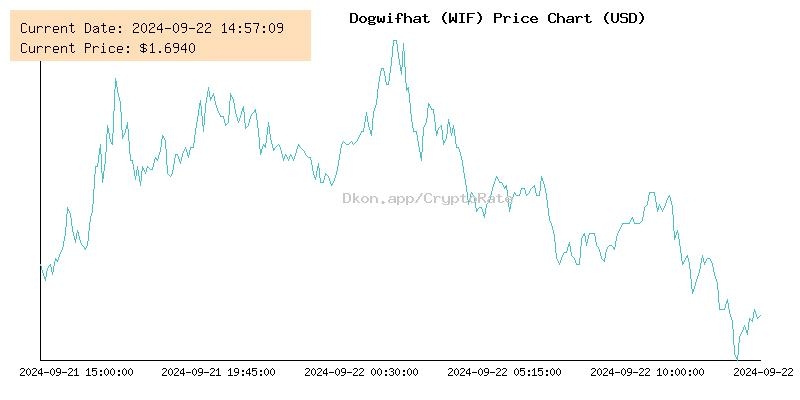 Dogwifhat (WIF) Price Chart (USD)
Current Date: 2024-09-22 14:57:09
Current Price: $1.6940
Dkon.app/CryptoRate
2024-09-21 15:00:00
2024-09-21 19:45:00
2024-09-22 00:30:00
2024-09-22 05:15:00
2024-09-22 10:00:00
2024-09-22